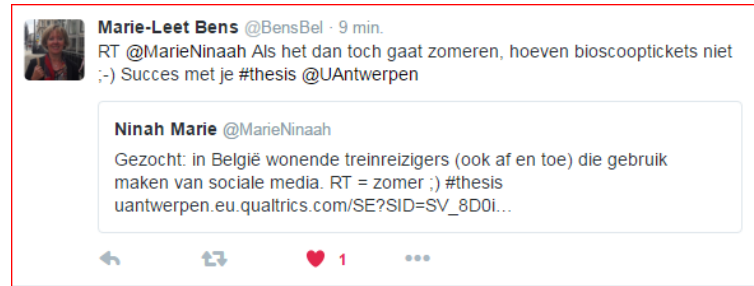 Marie-Leet Bens @BensBel · 9 min.
RT @MarieNinaah Als het dan toch gaat zomeren, hoeven bioscooptickets niet
;-) Succes met je #thesis @UAntwerpen
Ninah Marie @MarieNinaah
Gezocht: in België wonende treinreizigers (ook af en toe) die gebruik
maken van sociale media. RT = zomer ;) #thesis
uantwerpen.eu.qualtrics.com/SE?SID=SV_8D0i...
1